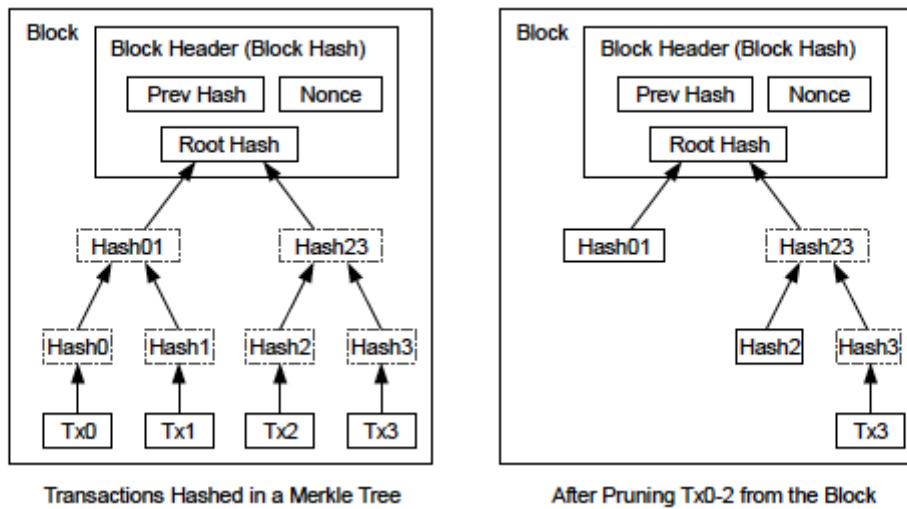 Block
Block Header (Block Hash)
Prev Hash
Nonce
Root Hash
Hash01
Hash23
Hash0
Hash1
Hash2
Hash3
Tx0
Tx1
Tx2
Tx3
Transactions Hashed in a Merkle Tree
Block
Block Header (Block Hash)
Prev Hash
Nonce
Root Hash
Hash01
Hash23
Hash2
Hash3
Tx3
After Pruning Tx0-2 from the Block